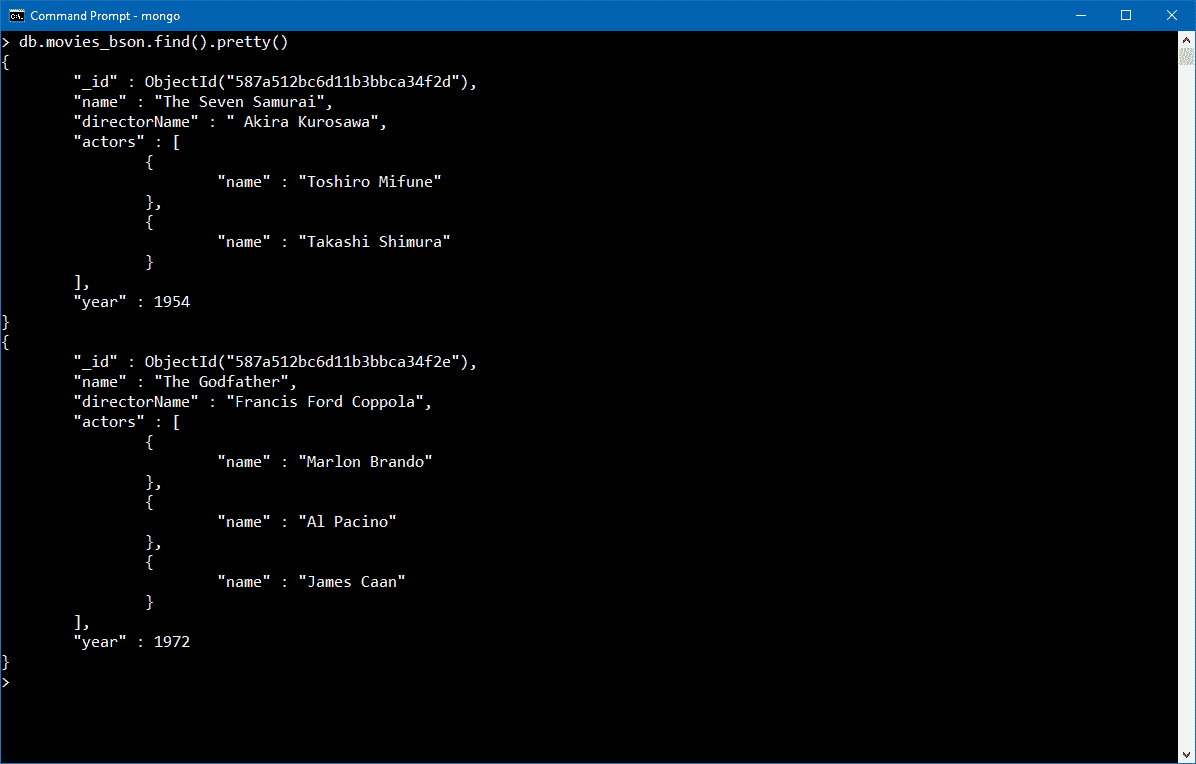 Command Prompt - mongo
> db.movies_bson.find().pretty()
{
        "_id" : ObjectId("587a512bc6d11b3bbca34f2d"),
        "name" : "The Seven Samurai",
        "directorName" : " Akira Kurosawa",
        "actors" : [
                {
                        "name" : "Toshiro Mifune"
                },
                {
                        "name" : "Takashi Shimura"
                }
        ],
        "year" : 1954
}
{
        "_id" : ObjectId("587a512bc6d11b3bbca34f2e"),
        "name" : "The Godfather",
        "directorName" : "Francis Ford Coppola",
        "actors" : [
                {
                        "name" : "Marlon Brando"
                },
                {
                        "name" : "Al Pacino"
                },
                {
                        "name" : "James Caan"
                }
        ],
        "year" : 1972
}
>